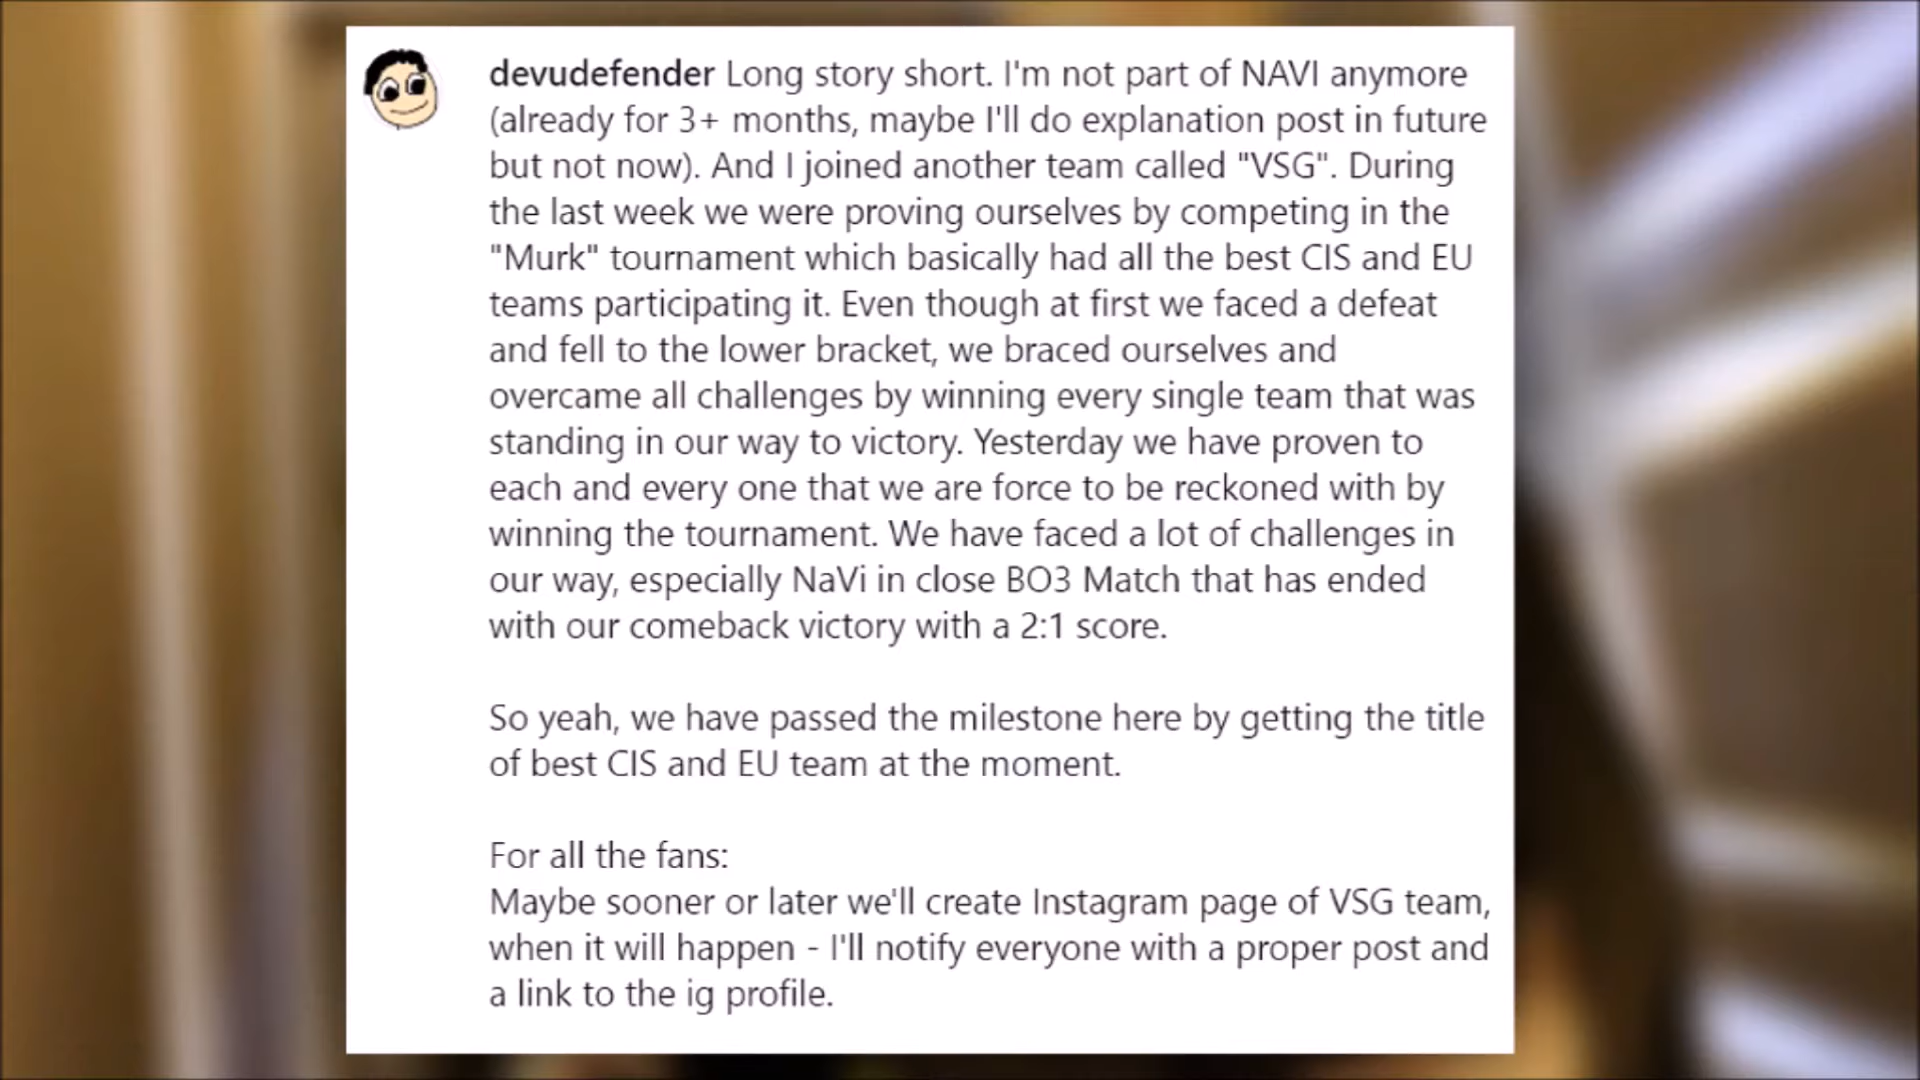 devudefender Long story short. I'm not part of NAVI anymore
(already for 3+ months, maybe I'll do explanation post in future
but not now). And I joined another team called "VSG". During
the last week we were proving ourselves by competing in the
"Murk" tournament which basically had all the best CIS and EU
teams participating it. Even though at first we faced a defeat
and fell to the lower bracket, we braced ourselves and
overcame all challenges by winning every single team that was
standing in our way to victory. Yesterday we have proven to
each and every one that we are force to be reckoned with by
winning the tournament. We have faced a lot of challenges in
our way, especially NaVi in close BO3 Match that has ended
with our comeback victory with a 2:1 score.
So yeah, we have passed the milestone here by getting the title
of best CIS and EU team at the moment.
For all the fans:
Maybe sooner or later we'll create Instagram page of VSG team,
when it will happen - I'll notify everyone with a proper post and
a link to the ig profile.